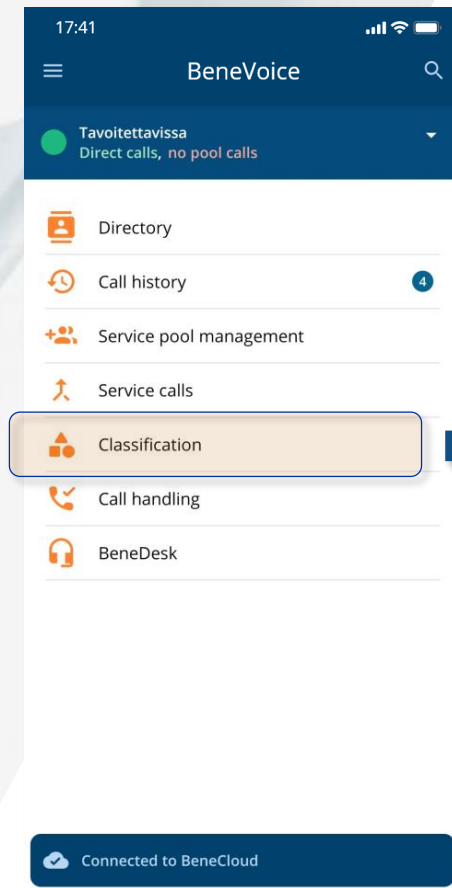 17:41
BeneVoice
Tavoitettavissa
Direct calls, no pool calls
Directory
Call history 4
Service pool management
Service calls
Classification
Call handling
BeneDesk
Connected to BeneCloud